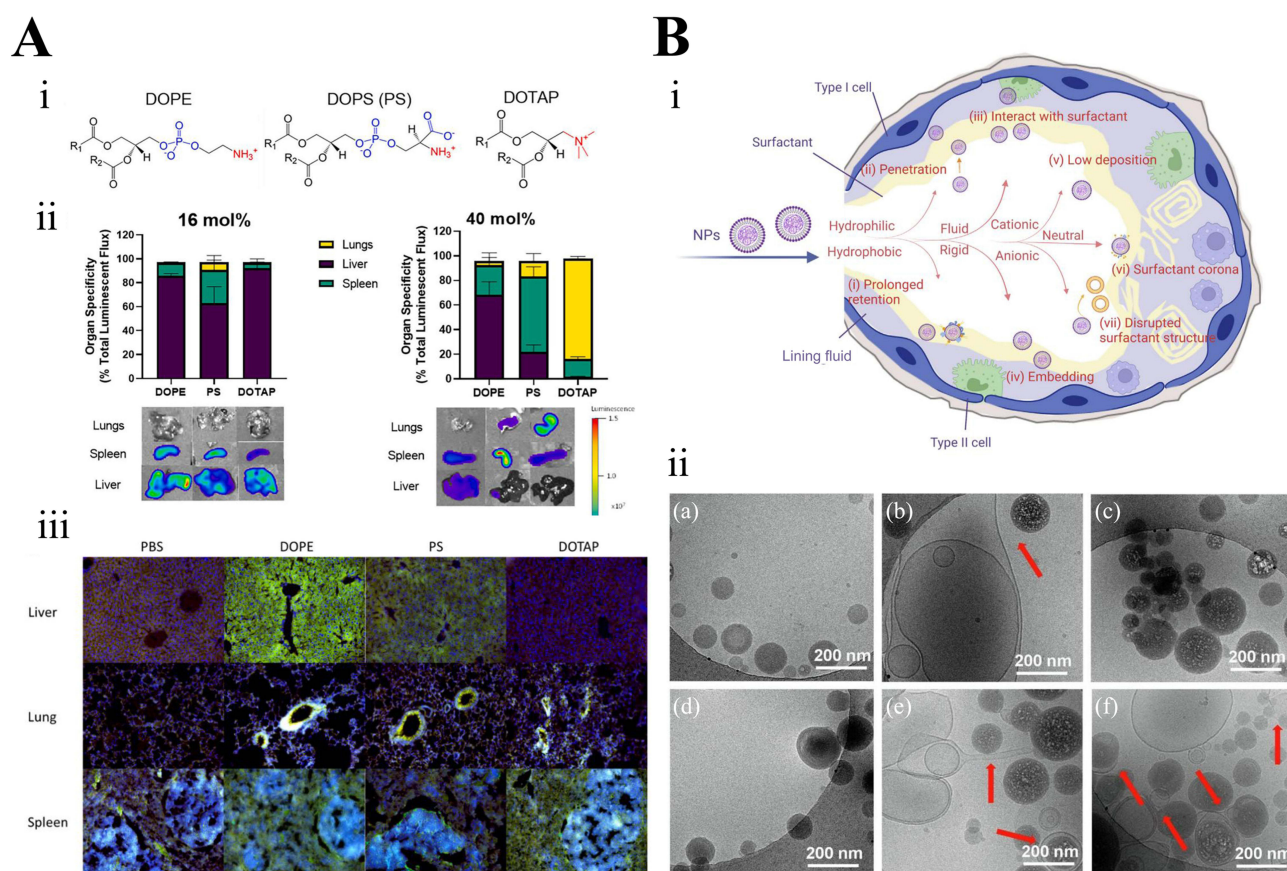 A
i
DOPE
DOPS (PS)
DOTAP
ii
16 mol%
Organ Specificity
(% Total Luminescent Flux)
120
100
80
60
40
20
0
DOPE
PS
DOTAP
Lungs
Liver
Spleen
40 mol%
Organ Specificity
(% Total Luminescent Flux)
120
100
80
60
40
20
0
DOPE
PS
DOTAP
Lungs
Spleen
Liver
Lungs
Spleen
Liver
Luminescence
1.5
1.0
iii
PBS
DOPE
PS
DOTAP
Liver
Lung
Spleen
B
i
Type I cell
Surfactant
NPs
Lining fluid
Type II cell
(iii) Interact with surfactant
(ii) Penetration
(v) Low deposition
Hydrophilic
Fluid
Cationic
Neutral
Hydrophobic
Rigid
Anionic
(vi) Surfactant corona
(i) Prolonged
retention
(vii) Disrupted
surfactant structure
(iv) Embedding
ii
(a)
200 nm
(b)
200 nm
(c)
200 nm
(d)
200 nm
(e)
200 nm
(f)
200 nm